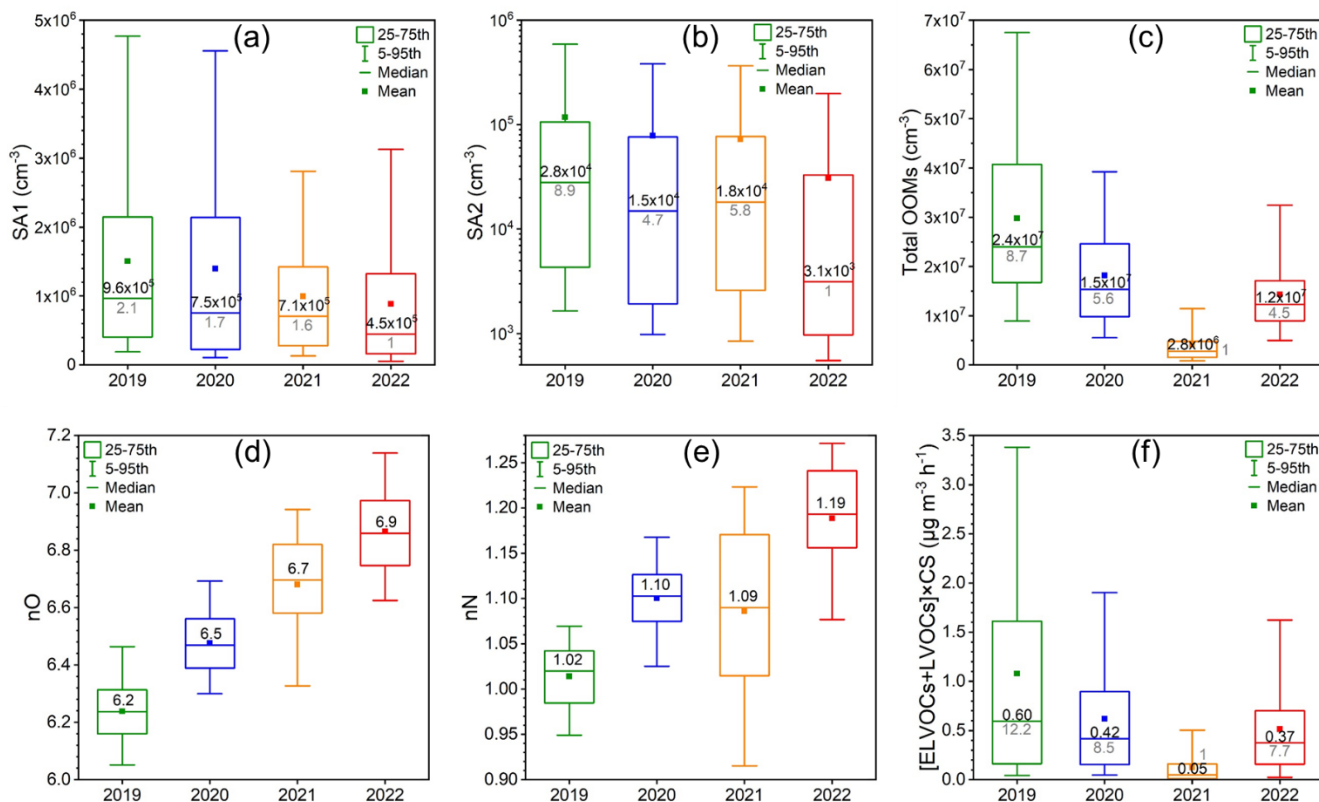 (a)
5x10⁶
4x10⁶
3x10⁶
2x10⁶
1x10⁶
0
SA1 (cm⁻³)
25-75th
5-95th
Median
Mean
9.6x10⁵
2.1
7.5x10⁵
1.7
7.1x10⁵
1.6
4.5x10⁵
1
2019 2020 2021 2022
(b)
10⁶
10⁵
10⁴
10³
SA2 (cm⁻³)
25-75th
5-95th
Median
Mean
2.8x10⁴
8.9
1.5x10⁴
4.7
1.8x10⁴
5.8
3.1x10³
1
2019 2020 2021 2022
(c)
7x10⁷
6x10⁷
5x10⁷
4x10⁷
3x10⁷
2x10⁷
1x10⁷
0
Total OOMs (cm⁻³)
25-75th
5-95th
Median
Mean
2.4x10⁷
8.7
1.5x10⁷
5.6
2.8x10⁶
1
1.2x10⁷
4.5
2019 2020 2021 2022
(d)
7.2
7.0
6.8
6.6
6.4
6.2
6.0
nO
25-75th
5-95th
Median
Mean
6.2
6.5
6.7
6.9
2019 2020 2021 2022
(e)
1.25
1.20
1.15
1.10
1.05
1.00
0.95
0.90
nN
25-75th
5-95th
Median
Mean
1.02
1.10
1.09
1.19
2019 2020 2021 2022
(f)
3.5
3.0
2.5
2.0
1.5
1.0
0.5
0.0
[ELVOCs+LVOCs]×CS (µg m⁻³ h⁻¹)
25-75th
5-95th
Median
Mean
0.60
12.2
0.42
8.5
1
0.05
0.37
7.7
2019 2020 2021 2022